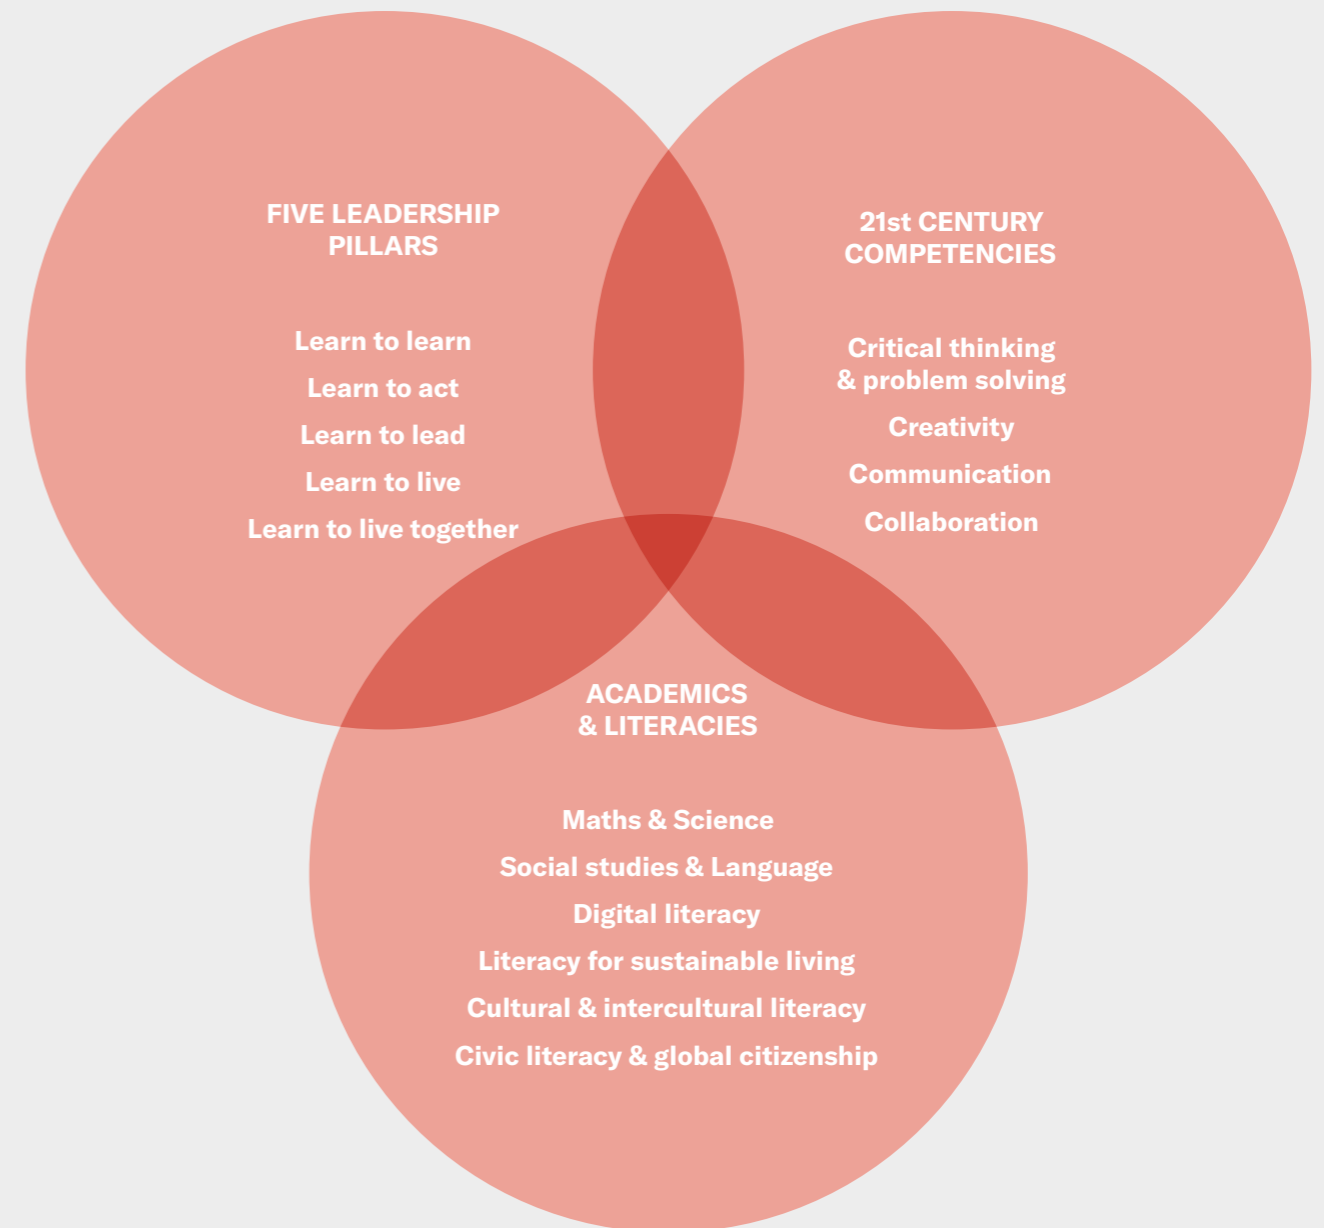 FIVE LEADERSHIP
PILLARS
Learn to learn
Learn to act
Learn to lead
Learn to live
Learn to live together
21st CENTURY
COMPETENCIES
Critical thinking
& problem solving
Creativity
Communication
Collaboration
ACADEMICS
& LITERACIES
Maths & Science
Social studies & Language
Digital literacy
Literacy for sustainable living
Cultural & intercultural literacy
Civic literacy & global citizenship